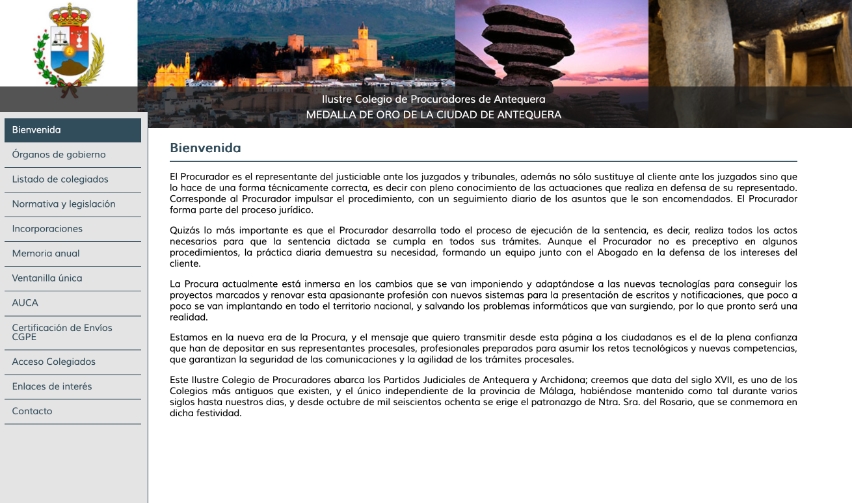 Ilustre Colegio de Procuradores de Antequera
MEDALLA DE ORO DE LA CIUDAD DE ANTEQUERA
Bienvenida
Órganos de gobierno
Listado de colegiados
Normativa y legislación
Incorporaciones
Memoria anual
Ventanilla única
AUCA
Certificación de Envíos
CGPE
Acceso Colegiados
Enlaces de interés
Contacto
Bienvenida
El Procurador es el representante del justiciable ante los juzgados y tribunales, además no sólo sustituye al cliente ante los juzgados sino que
lo hace de una forma técnicamente correcta, es decir con pleno conocimiento de las actuaciones que realiza en defensa de su representado.
Corresponde al Procurador impulsar el procedimiento, con un seguimiento diario de los asuntos que le son encomendados. El Procurador
forma parte del proceso jurídico.
Quizás lo más importante es que el Procurador desarrolla todo el proceso de ejecución de la sentencia, es decir, realiza todos los actos
necesarios para que la sentencia dictada se cumpla en todos sus trámites. Aunque el Procurador no es preceptivo en algunos
procedimientos, la práctica diaria demuestra su necesidad, formando un equipo junto con el Abogado en la defensa de los intereses del
cliente.
La Procura actualmente está inmersa en los cambios que se van imponiendo y adaptándose a las nuevas tecnologías para conseguir los
proyectos marcados y renovar esta apasionante profesión con nuevos sistemas para la presentación de escritos y notificaciones, que poco a
poco se van implantando en todo el territorio nacional, y salvando los problemas informáticos que van surgiendo, por lo que pronto será una
realidad.
Estamos en la nueva era de la Procura, y el mensaje que quiero transmitir desde esta página a los ciudadanos es el de la plena confianza
que han de depositar en sus representantes procesales, profesionales preparados para asumir los retos tecnológicos y nuevas competencias,
que garantizan la seguridad de las comunicaciones y la agilidad de los trámites procesales.
Este Ilustre Colegio de Procuradores abarca los Partidos Judiciales de Antequera y Archidona; creemos que data del siglo XVII, es uno de los
Colegios más antiguos que existen, y el único independiente de la provincia de Málaga, habiéndose mantenido como tal durante varios
siglos hasta nuestros dias, y desde octubre de mil seiscientos ochenta se erige el patronazgo de Ntra. Sra. del Rosario, que se conmemora en
dicha festividad.